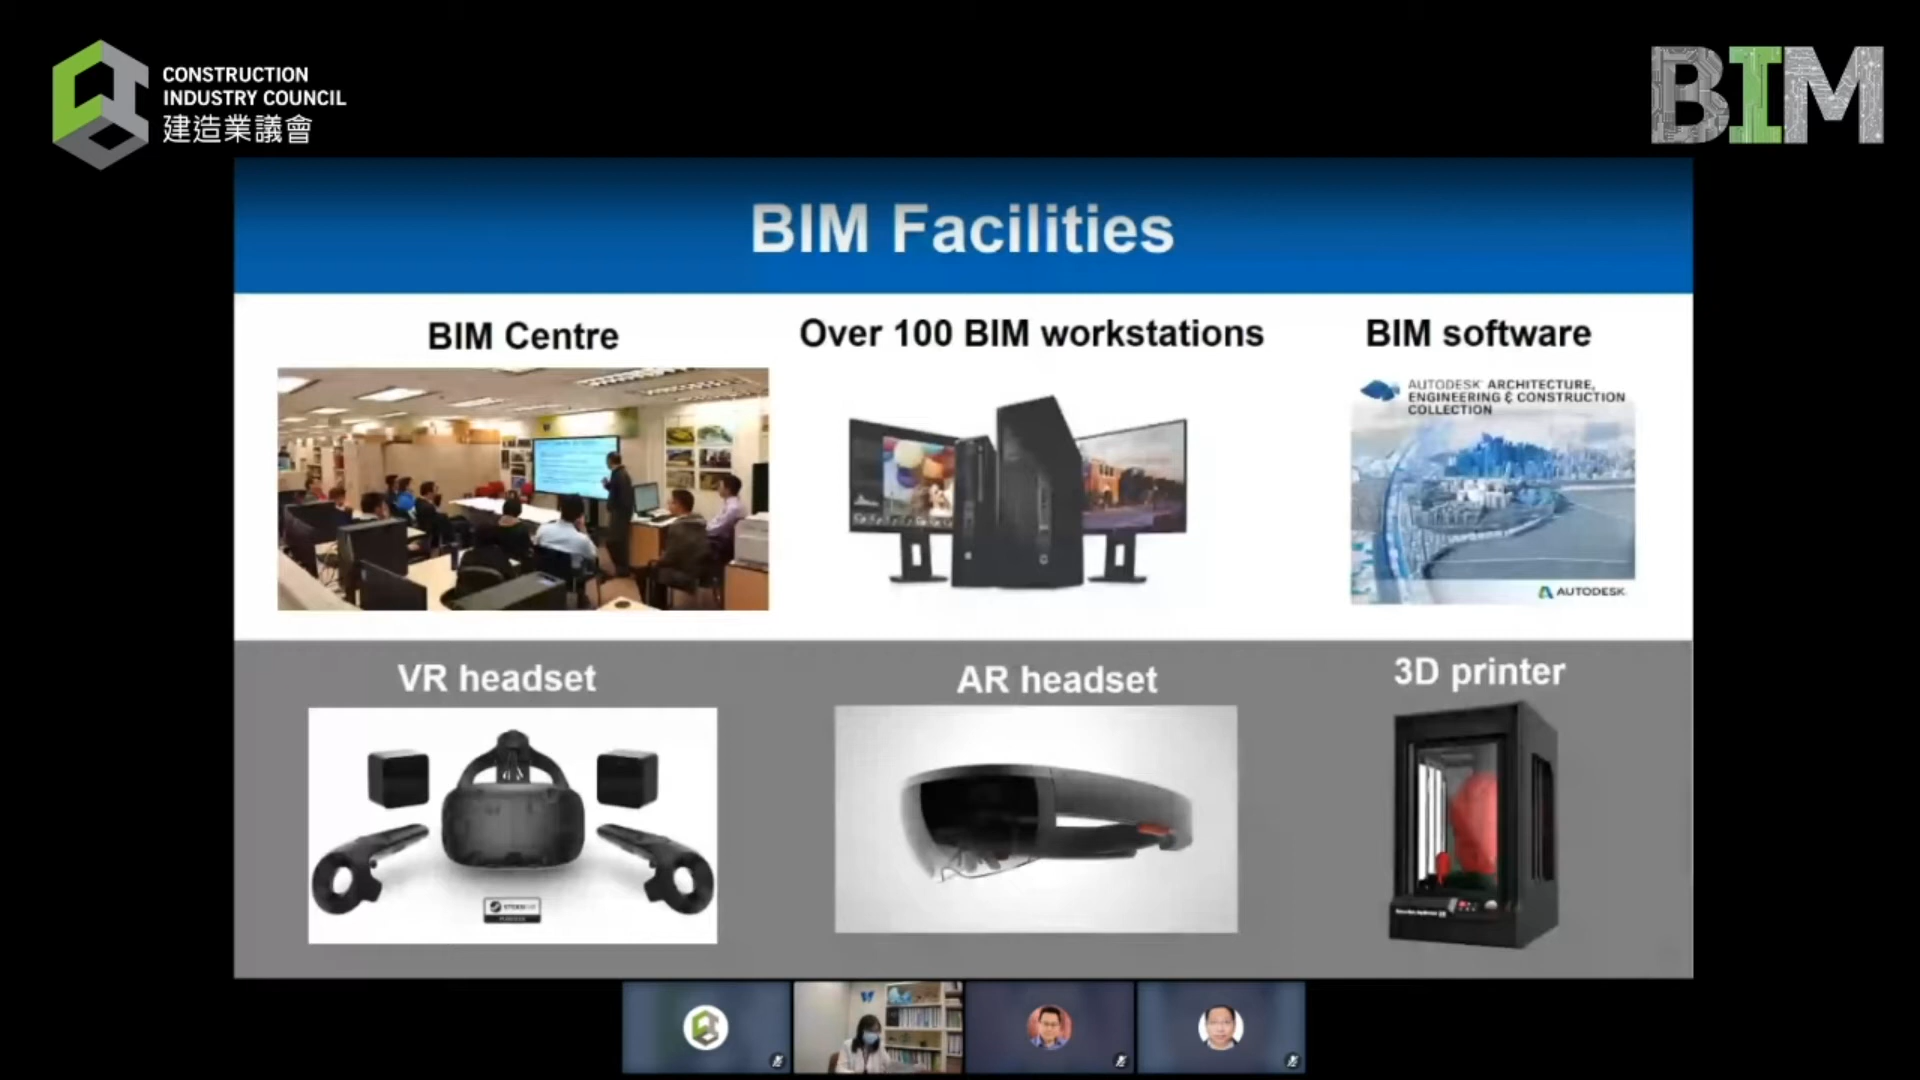 CONSTRUCTION
INDUSTRY COUNCIL
建造業議會
BIM
BIM Facilities
BIM Centre
Over 100 BIM workstations
BIM software
AUTODESK® ARCHITECTURE,
ENGINEERING & CONSTRUCTION
COLLECTION
AUTODESK
VR headset
AR headset
3D printer